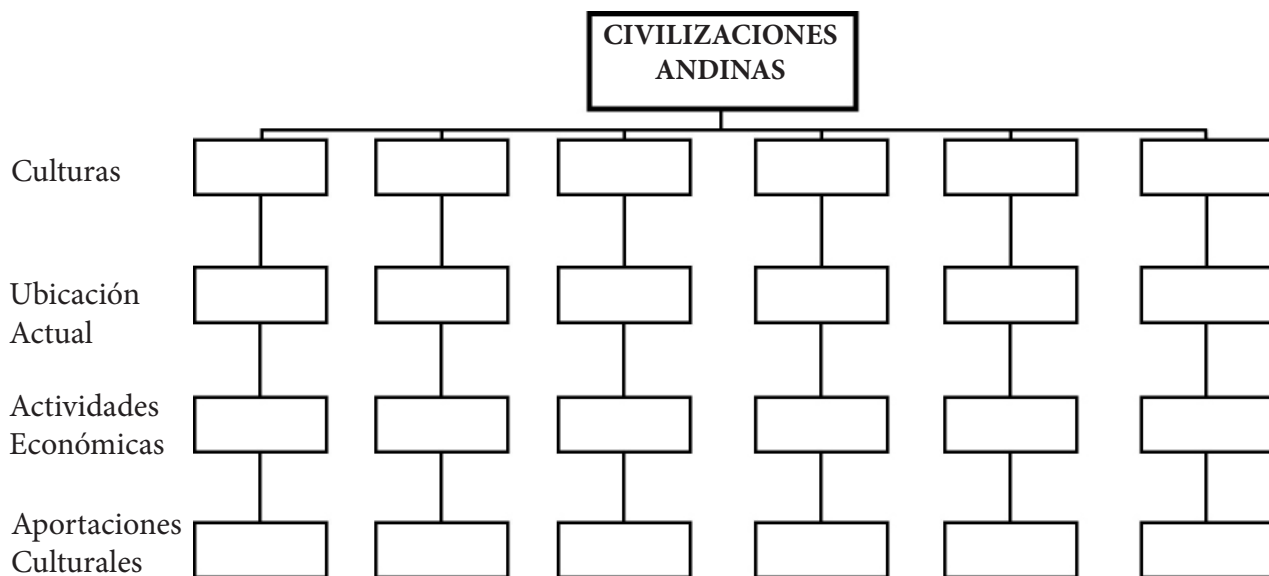 CIVILIZACIONES
ANDINAS
Culturas
Ubicación
Actual
Actividades
Económicas
Aportaciones
Culturales